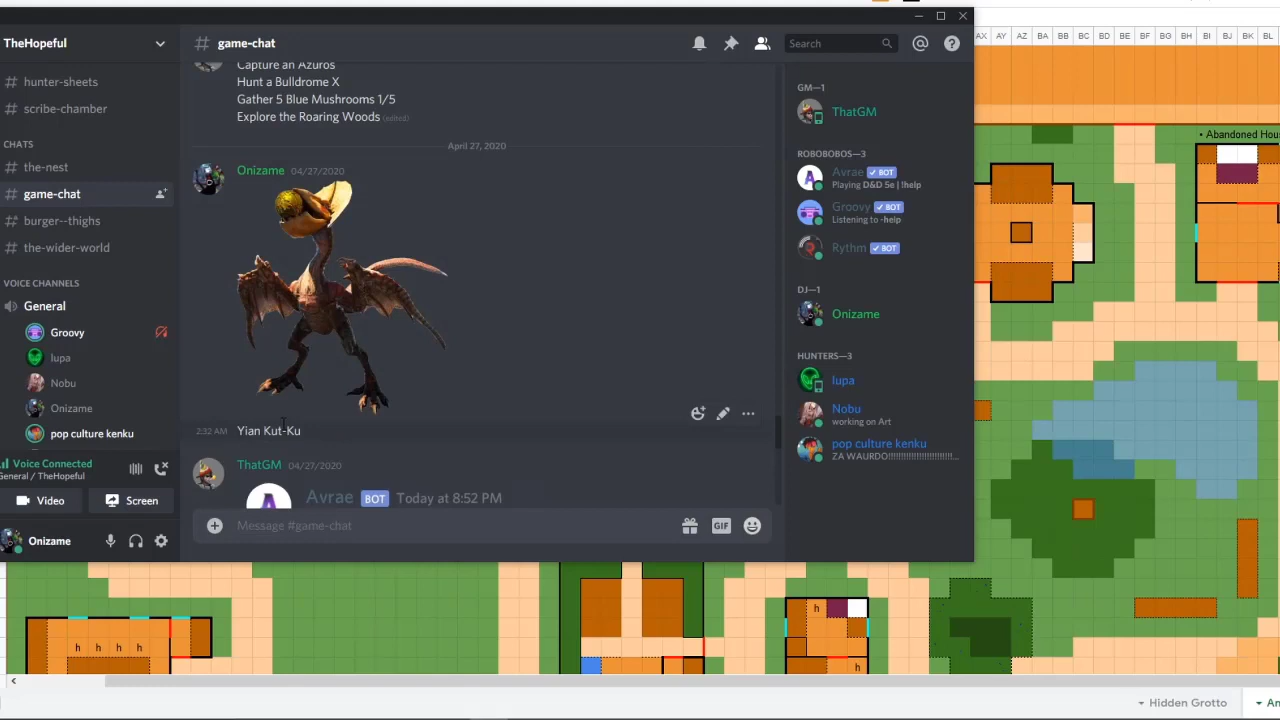 AX AY AZ BA BB BC BD BE BF BG BH BI BJ BK BL
TheHopeful
# game-chat
Search
# hunter-sheets
# scribe-chamber
CHATS
# the-nest
# game-chat
# burger--thighs
# the-wider-world
VOICE CHANNELS
General
Groovy
lupa
Nobu
Onizame
pop culture kenku
Voice Connected
General / TheHopeful
Video
Screen
Onizame
Capture an Azuros
Hunt a Bulldrome X
Gather 5 Blue Mushrooms 1/5
Explore the Roaring Woods (edited)
April 27, 2020
Onizame 04/27/2020
2:32 AM Yian Kut-Ku
ThatGM 04/27/2020
Avrae BOT Today at 8:52 PM
Message #game-chat
GIF
GM—1
ThatGM
ROBOBOBOS—3
Avrae BOT
Playing D&D 5e | !help
Groovy BOT
Listening to -help
Rythm BOT
DJ—1
Onizame
HUNTERS—3
lupa
Nobu
working on Art
pop culture kenku
ZA WAURDO!!!!!!!!!!!!!!!!!!!!!!!!...
• Abandoned Hou
h h h h
h
h
Hidden Grotto
An